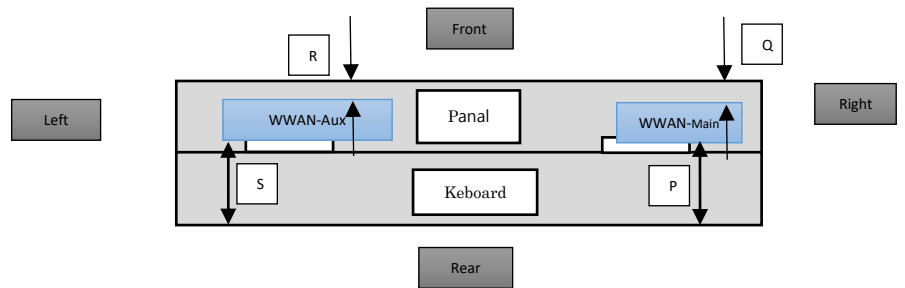 Front
R
Q
Left
WWAN-Aux
Panal
WWAN-Main
Right
S
Keboard
P
Rear